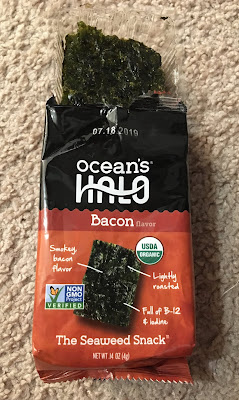 07.18 2019
ocean's
HALO
Bacon flavor
Smokey
bacon
flavor
USDA
ORGANIC
Lightly
roasted
NON
GMO
Project
VERIFIED
Full of B-12
& iodine
The Seaweed Snack
NET WT .14 OZ (4g)